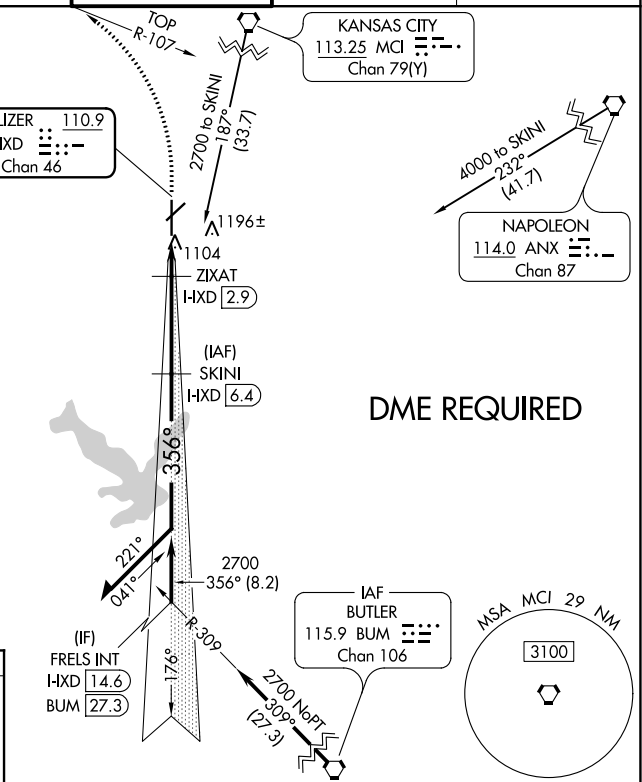 TOP
R-107
KANSAS CITY
113.25 MCI
Chan 79(Y)
2700 to SKINI
187°
(33.7)
LIZER 110.9
IXD
Chan 46
4000 to SKINI
232°
(41.7)
NAPOLEON
114.0 ANX
Chan 87
1196±
1104
ZIXAT
I-IXD 2.9
(IAF)
SKINI
I-IXD 6.4
DME REQUIRED
356°
221°
041°
2700
356° (8.2)
(IF)
FRELS INT
I-IXD 14.6
BUM 27.3
176°
R-309
IAF
BUTLER
115.9 BUM
Chan 106
2700 NoPT
309°
(27.3)
MSA MCI 29 NM
3100